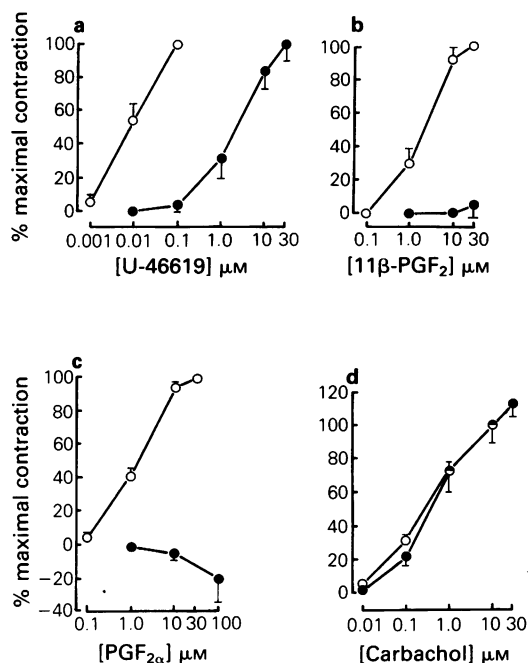 a
% maximal contraction
100
80
60
40
20
0
0.001 0.01 0.1 1.0 10 30
[U-46619] μM
b
100
80
60
40
20
0
0.1 1.0 10 30
[11β-PGF₂] μM
c
% maximal contraction
100
80
60
40
20
0
−20
−40
0.1 1.0 10 30 100
[PGF₂α] μM
d
120
100
80
60
40
20
0
0.01 0.1 1.0 10 30
[Carbachol] μM